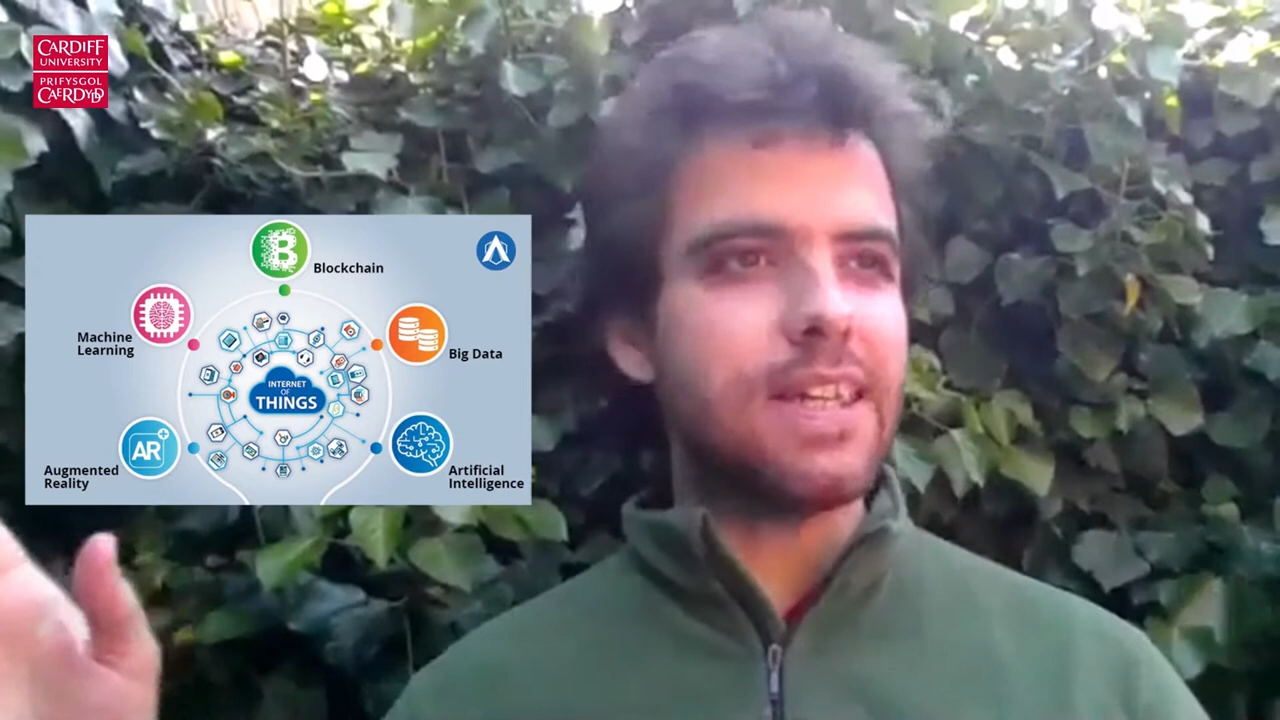 CARDIFF
UNIVERSITY
PRIFYSGOL
CAERDYDD
Blockchain
Machine
Learning
Big Data
INTERNET
OF
THINGS
AR
Augmented
Reality
Artificial
Intelligence